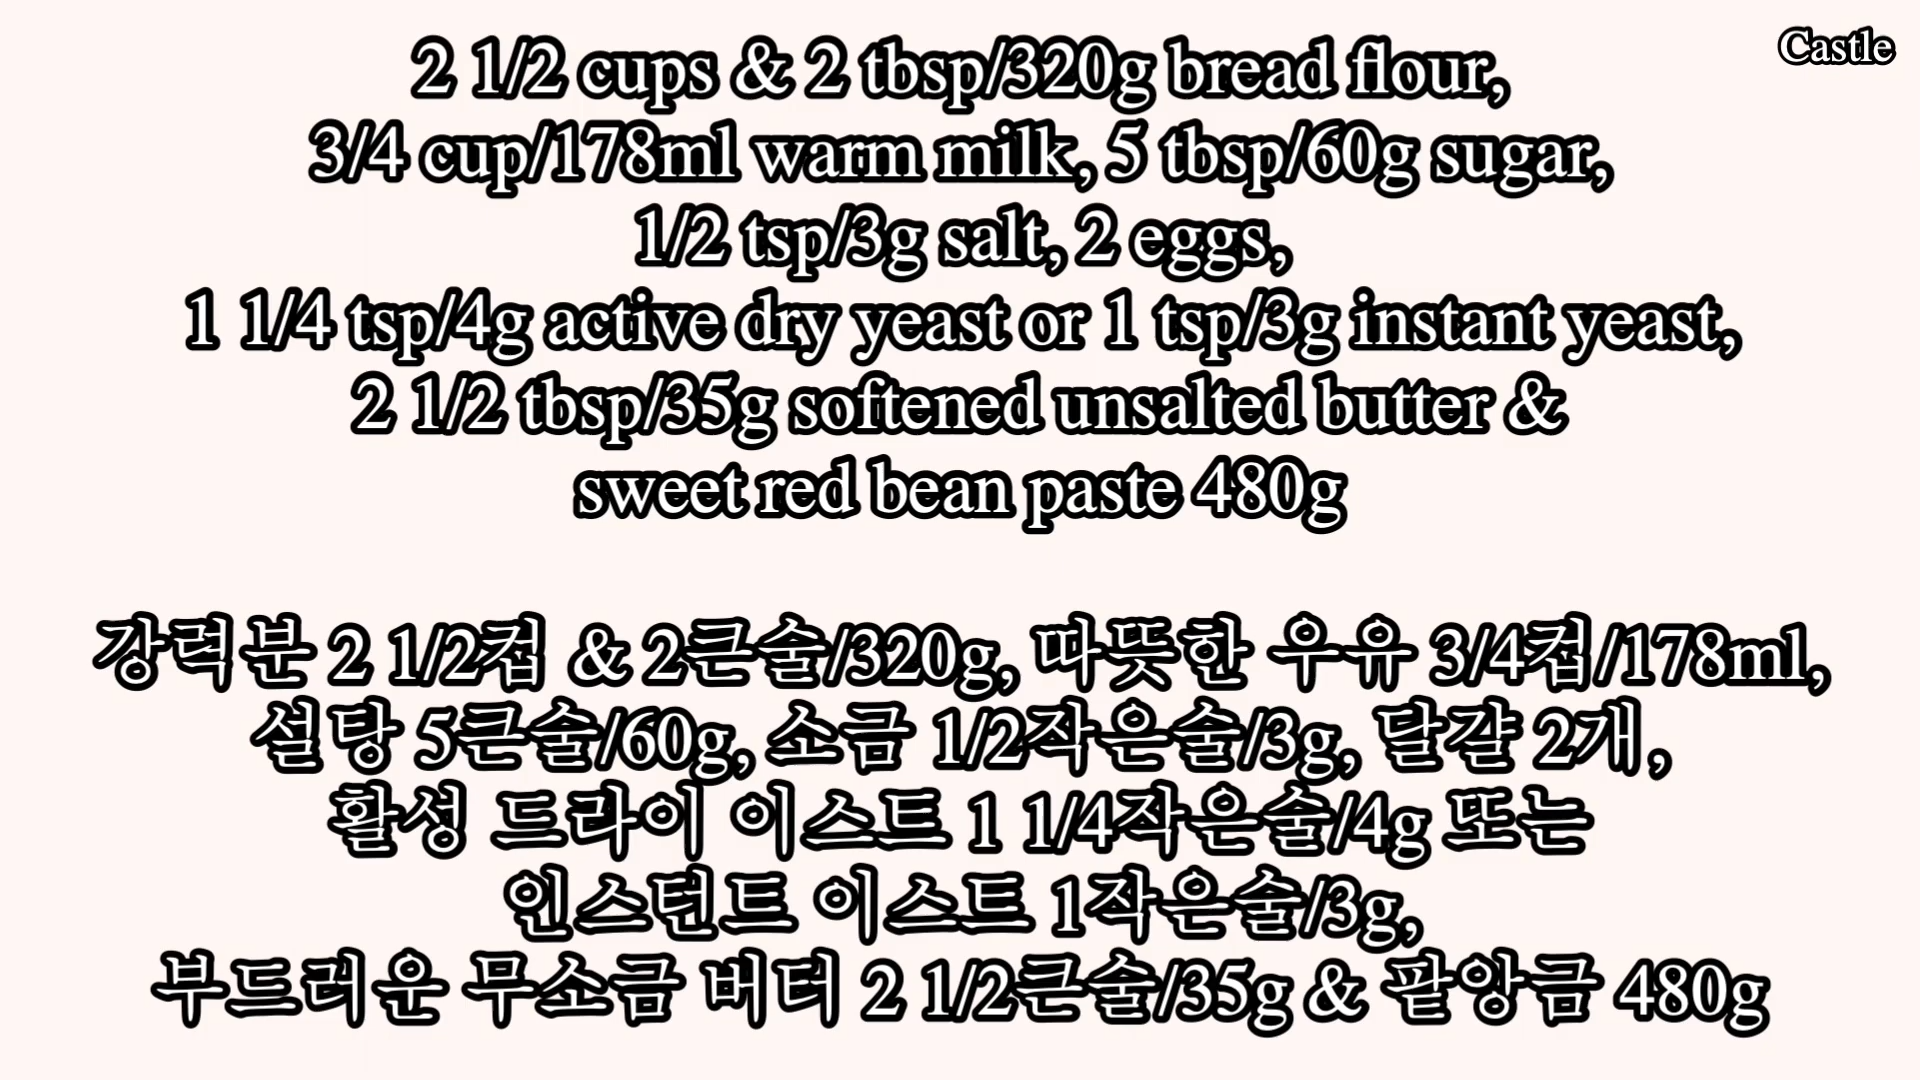 Castle
2 1/2 cups & 2 tbsp/320g bread flour,
3/4 cup/178ml warm milk, 5 tbsp/60g sugar,
1/2 tsp/3g salt, 2 eggs,
1 1/4 tsp/4g active dry yeast or 1 tsp/3g instant yeast,
2 1/2 tbsp/35g softened unsalted butter &
sweet red bean paste 480g
강력분 2 1/2컵 & 2큰술/320g, 따뜻한 우유 3/4컵/178ml,
설탕 5큰술/60g, 소금 1/2작은술/3g, 달걀 2개,
활성 드라이 이스트 1 1/4작은술/4g 또는
인스턴트 이스트 1작은술/3g,
부드러운 무소금 버터 2 1/2큰술/35g & 팥앙금 480g